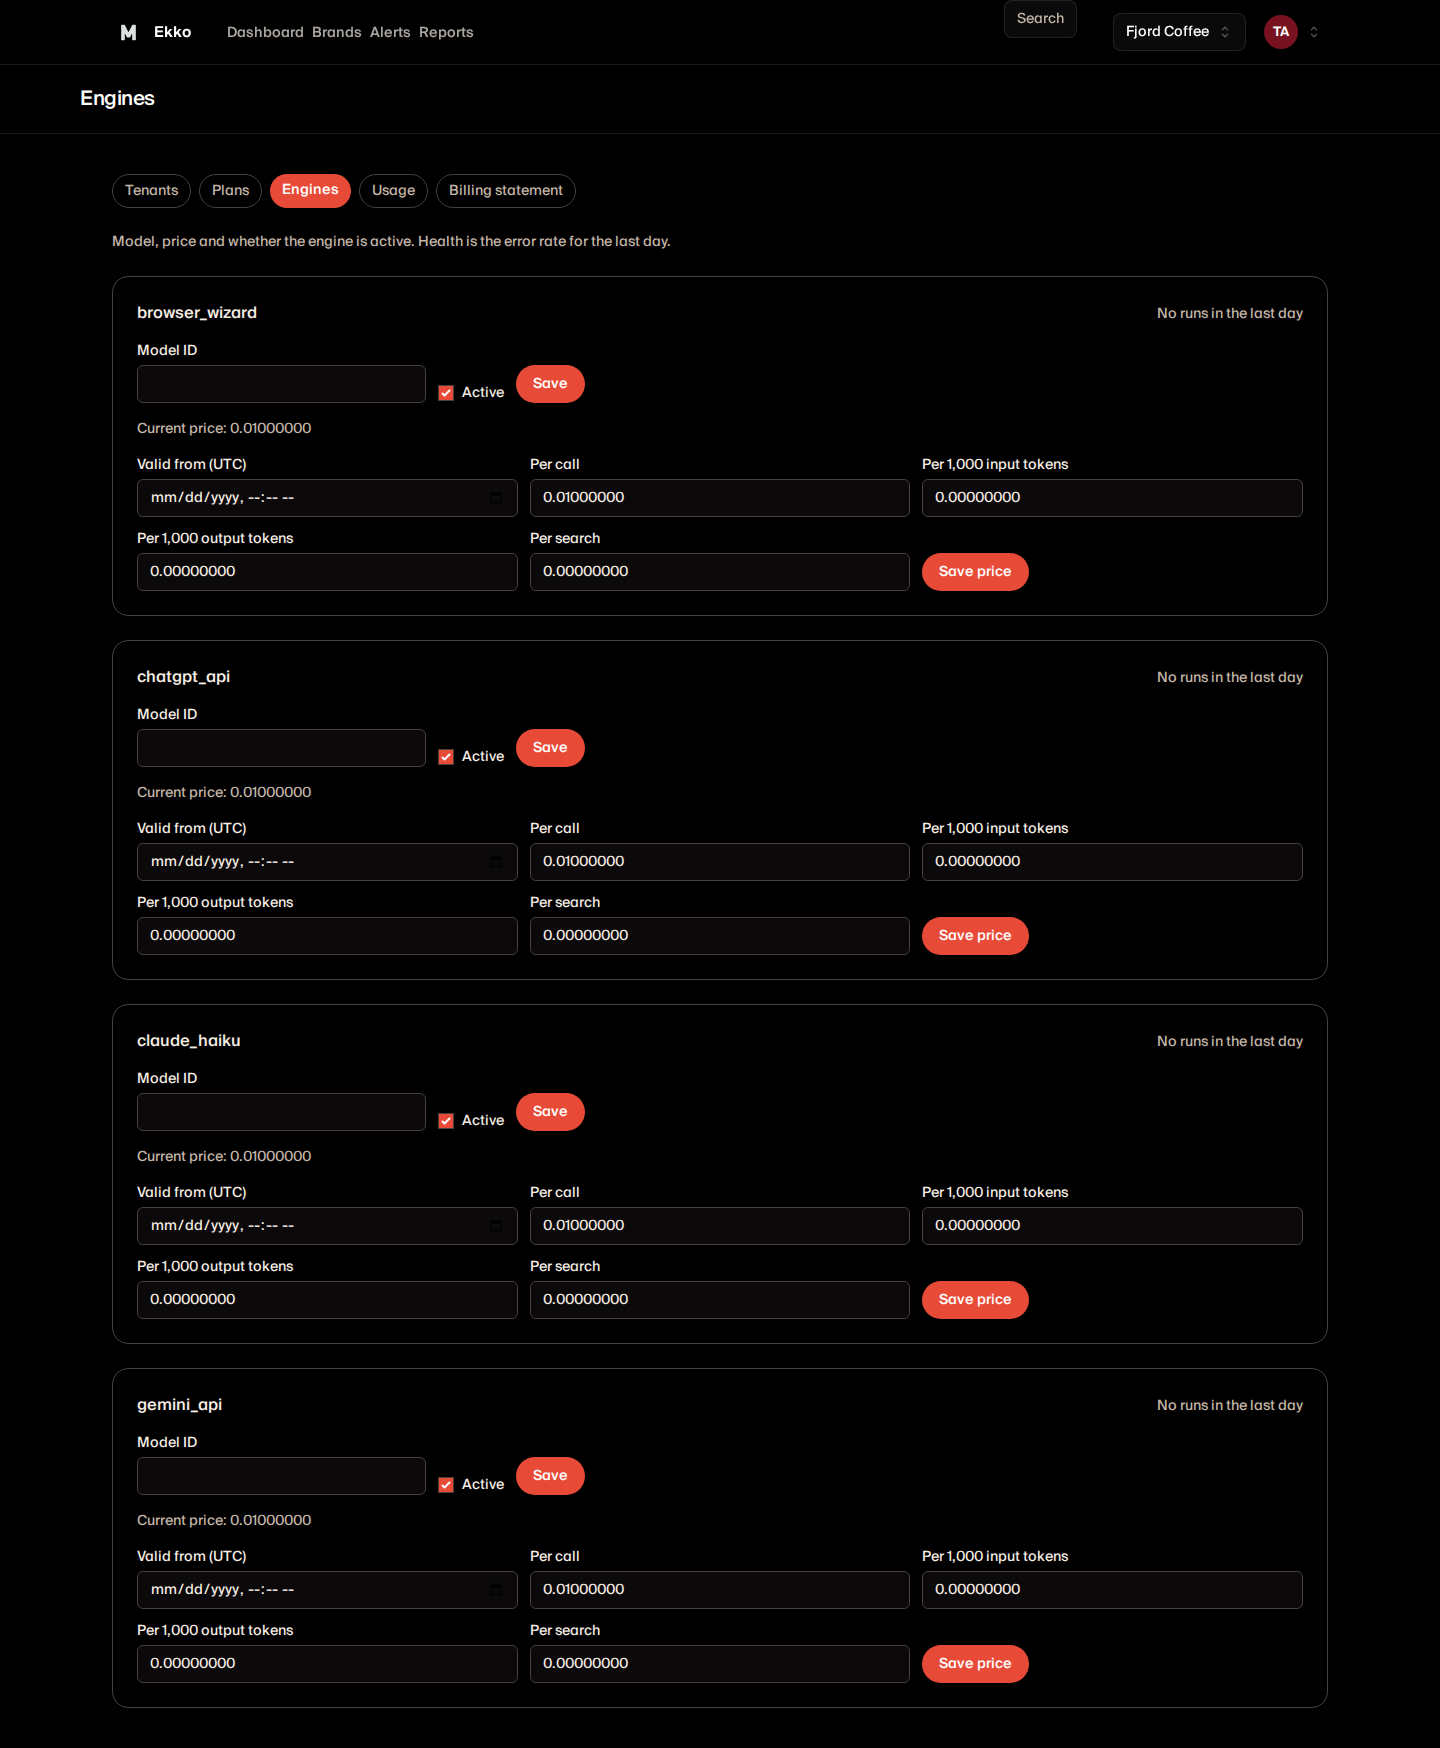 M Ekko Dashboard Brands Alerts Reports Search Fjord Coffee TA
Engines
Tenants Plans Engines Usage Billing statement
Model, price and whether the engine is active. Health is the error rate for the last day.
browser_wizard No runs in the last day
Model ID
Active Save
Current price: 0.01000000
Valid from (UTC) Per call Per 1,000 input tokens
mm/dd/yyyy, --:-- -- 0.01000000 0.00000000
Per 1,000 output tokens Per search
0.00000000 0.00000000 Save price
chatgpt_api No runs in the last day
Model ID
Active Save
Current price: 0.01000000
Valid from (UTC) Per call Per 1,000 input tokens
mm/dd/yyyy, --:-- -- 0.01000000 0.00000000
Per 1,000 output tokens Per search
0.00000000 0.00000000 Save price
claude_haiku No runs in the last day
Model ID
Active Save
Current price: 0.01000000
Valid from (UTC) Per call Per 1,000 input tokens
mm/dd/yyyy, --:-- -- 0.01000000 0.00000000
Per 1,000 output tokens Per search
0.00000000 0.00000000 Save price
gemini_api No runs in the last day
Model ID
Active Save
Current price: 0.01000000
Valid from (UTC) Per call Per 1,000 input tokens
mm/dd/yyyy, --:-- -- 0.01000000 0.00000000
Per 1,000 output tokens Per search
0.00000000 0.00000000 Save price